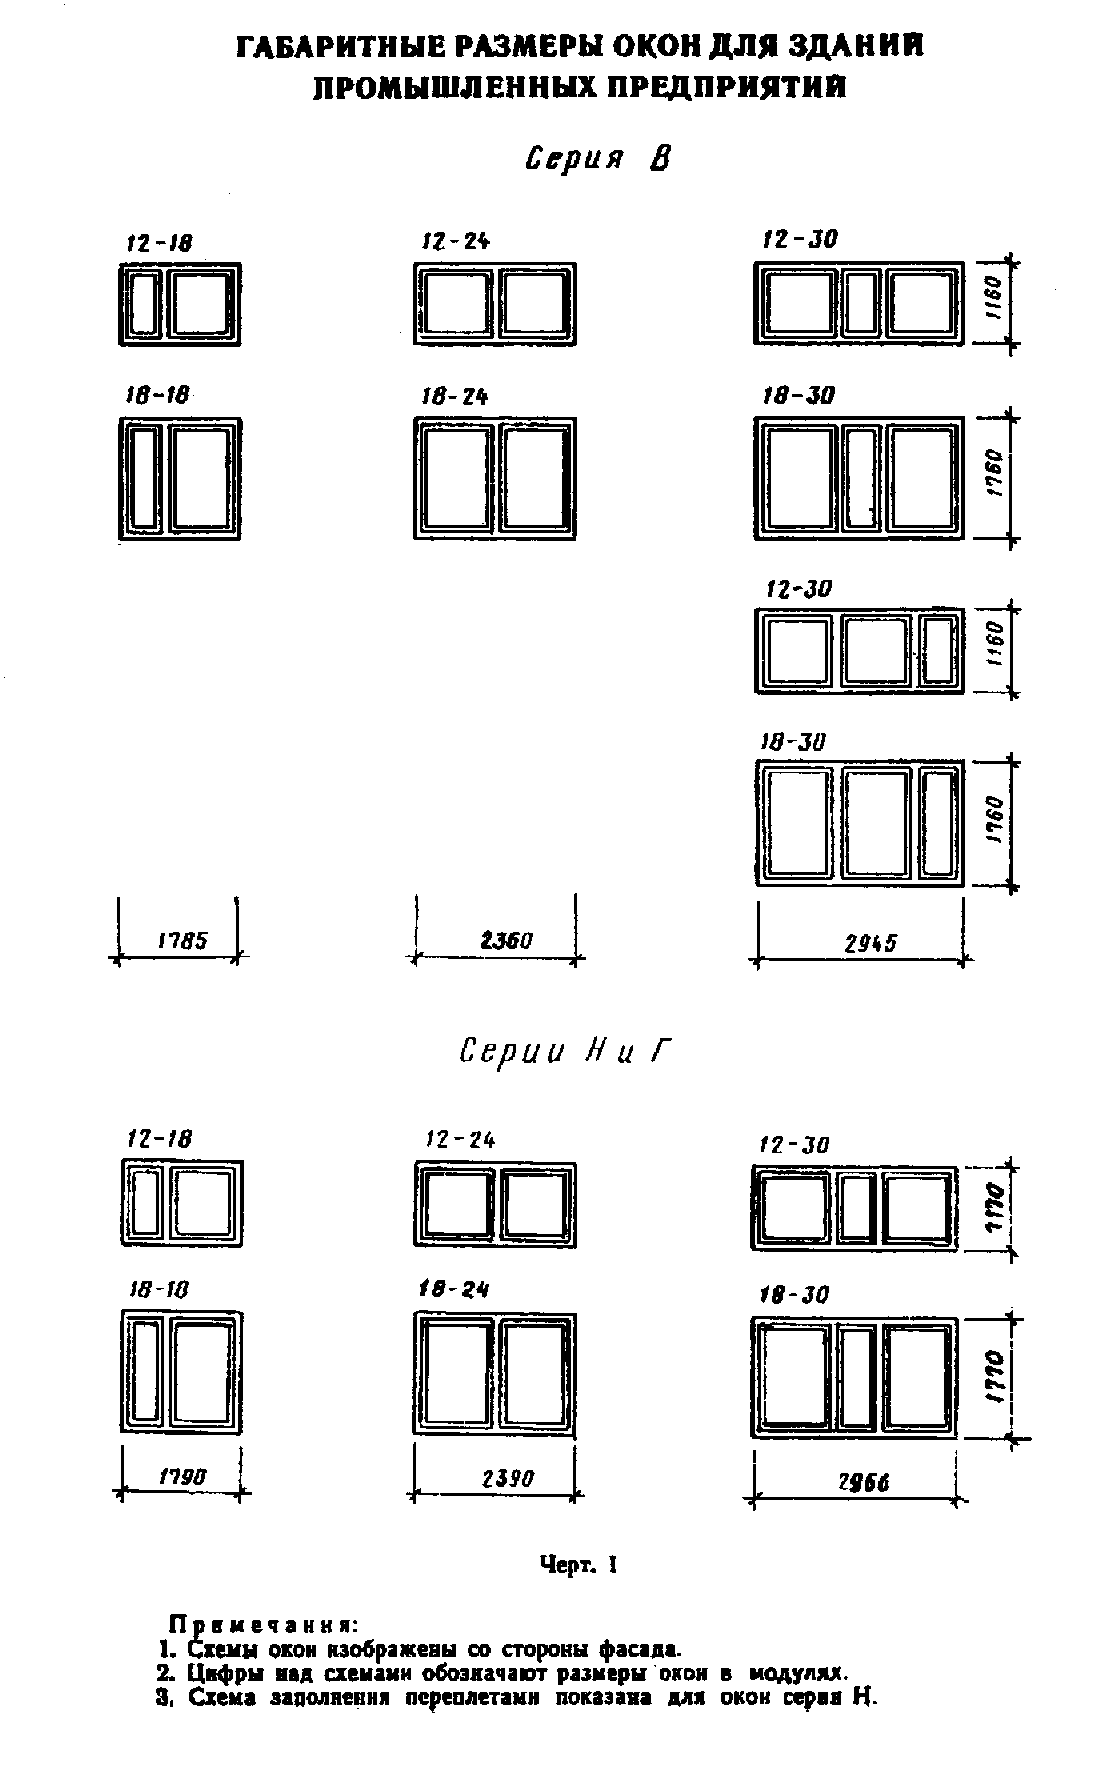 ГАБАРИТНЫЕ РАЗМЕРЫ ОКОН ДЛЯ ЗДАНИЙ
ПРОМЫШЛЕННЫХ ПРЕДПРИЯТИЙ
Серия В
12-18 12-24 12-30
1160
18-18 18-24 18-30
1760
12-30
1160
18-30
1760
1785 2360 2945
Серии Н и Г
12-18 12-24 12-30
1170
18-18 18-24 18-30
1770
1790 2390 2966
Черт. 1
Примечания:
1. Схемы окон изображены со стороны фасада.
2. Цифры над схемами обозначают размеры окон в модулях.
3. Схема заполнения переплетами показана для окон серии Н.